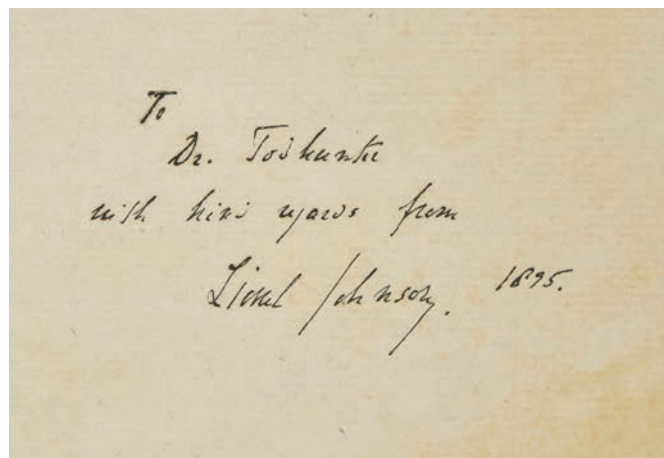 To
Dr. Todhunter
with kind regards from
Lionel Johnson. 1895.